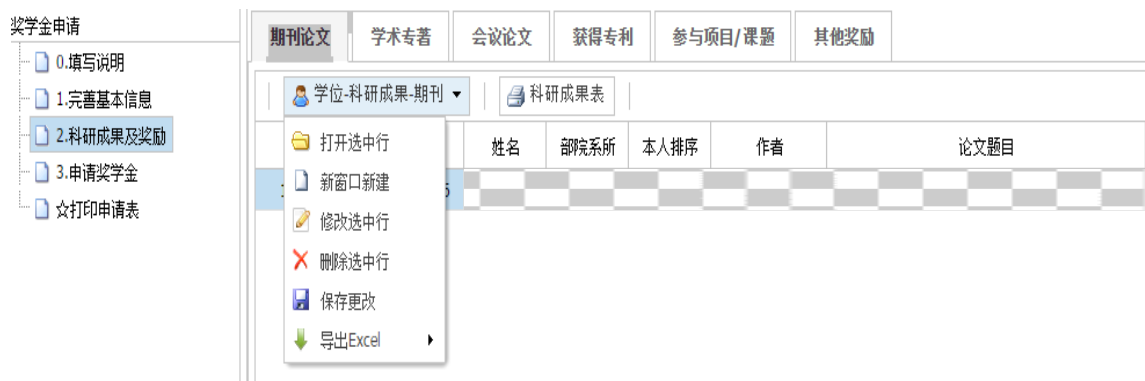 奖学金申请
0.填写说明
1.完善基本信息
2.科研成果及奖励
3.申请奖学金
☆打印申请表
期刊论文 学术专著 会议论文 获得专利 参与项目/课题 其他奖励
学位-科研成果-期刊 科研成果表
姓名 部院系所 本人排序 作者 论文题目
打开选中行
新窗口新建
修改选中行
删除选中行
保存更改
导出Excel